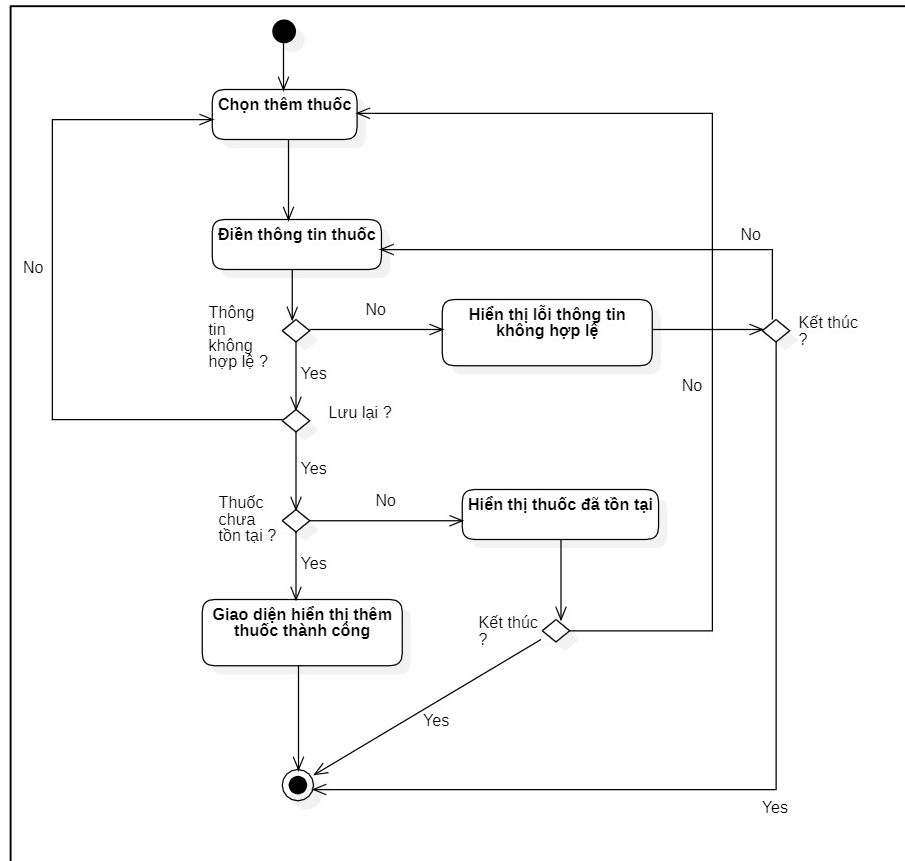 Chọn thêm thuốc
Điền thông tin thuốc
No
No
Thông
tin
không
hợp lệ ?
No
Hiển thị lỗi thông tin
không hợp lệ
Kết thúc
?
Yes
No
Lưu lại ?
Yes
Thuốc
chưa
tồn tại ?
No
Hiển thị thuốc đã tồn tại
Yes
Giao diện hiển thị thêm
thuốc thành công
Kết thúc
?
Yes
Yes